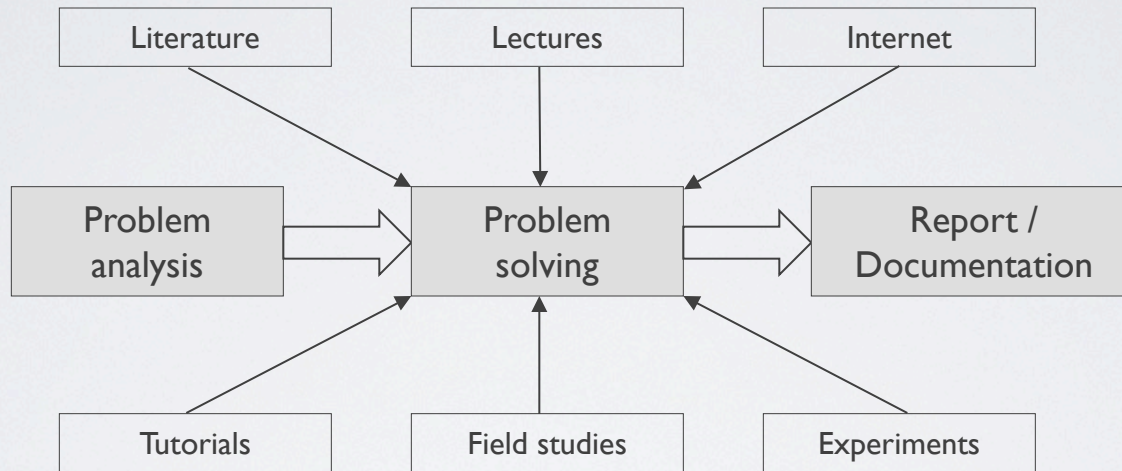 Literature
Lectures
Internet
Problem
analysis
Problem
solving
Report /
Documentation
Tutorials
Field studies
Experiments